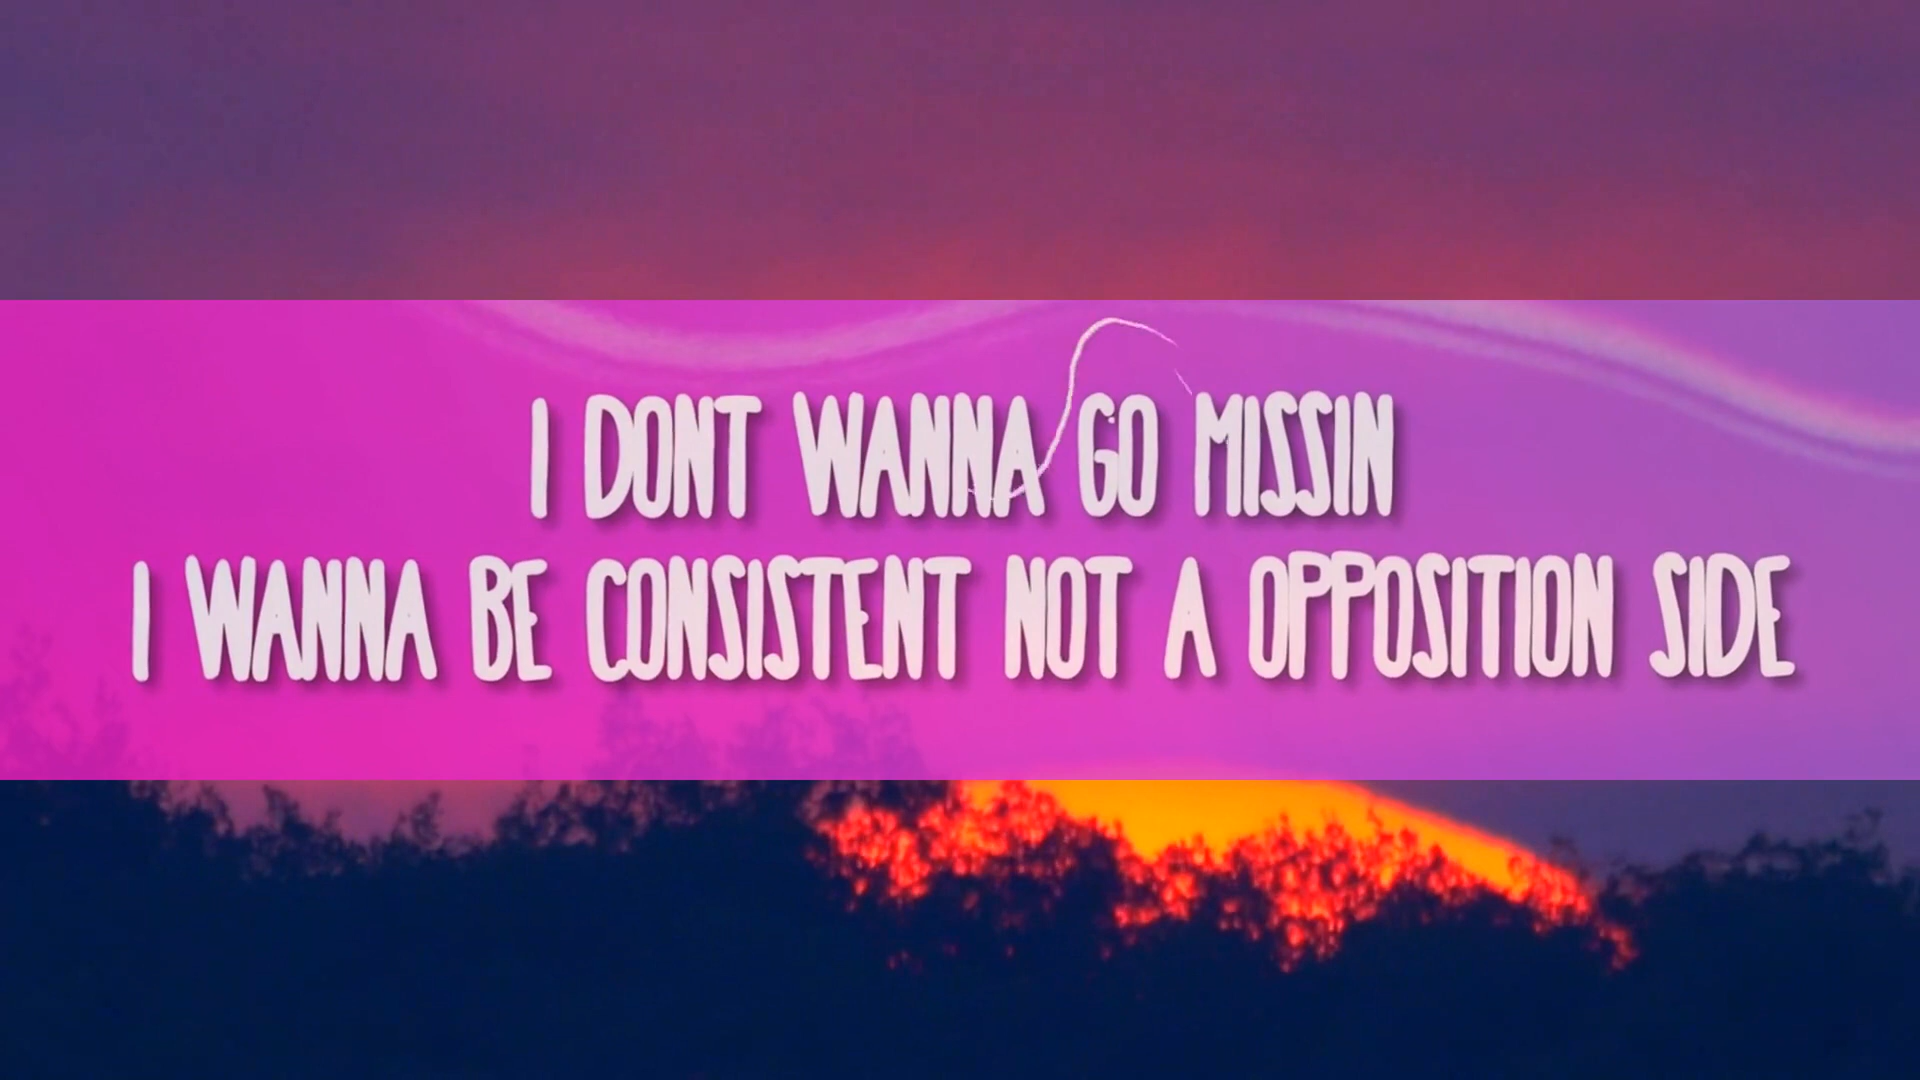 I DONT WANNA GO MISSIN
I WANNA BE CONSISTENT NOT A OPPOSITION SIDE